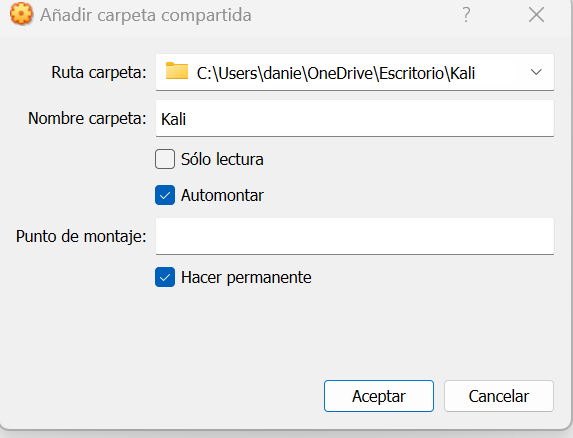 Añadir carpeta compartida
Ruta carpeta: C:\Users\danie\OneDrive\Escritorio\Kali
Nombre carpeta: Kali
Sólo lectura
Automontar
Punto de montaje:
Hacer permanente
Aceptar Cancelar